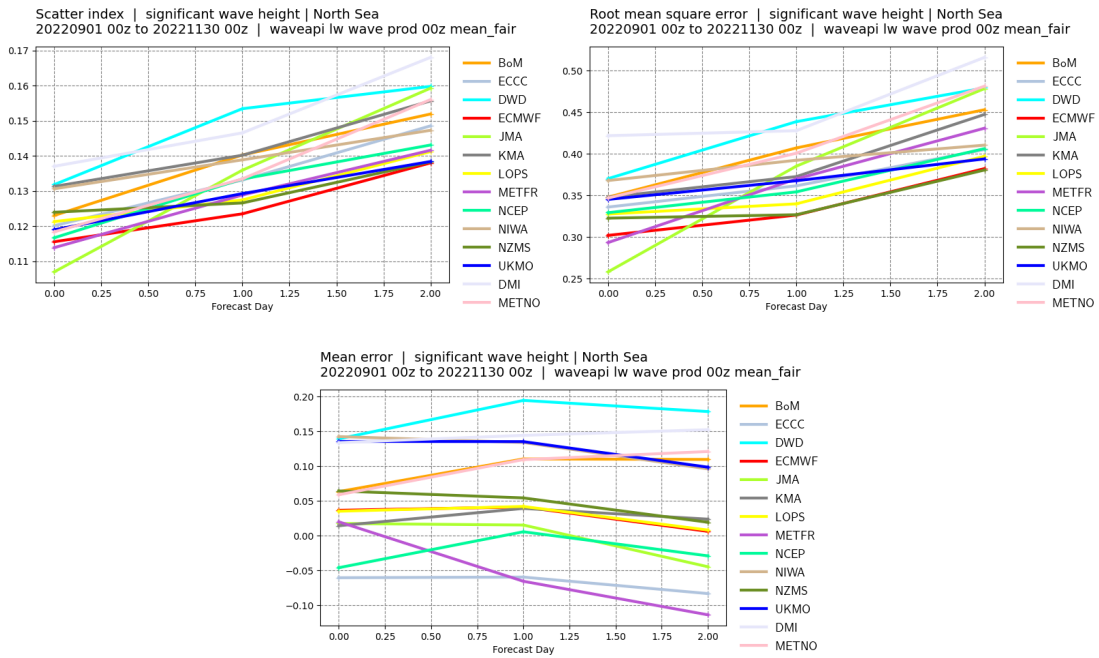 Scatter index | significant wave height | North Sea
20220901 00z to 20221130 00z | waveapi lw wave prod 00z mean_fair
0.17
0.16
0.15
0.14
0.13
0.12
0.11
0.00 0.25 0.50 0.75 1.00 1.25 1.50 1.75 2.00
Forecast Day
BoM
ECCC
DWD
ECMWF
JMA
KMA
LOPS
METFR
NCEP
NIWA
NZMS
UKMO
DMI
METNO
Root mean square error | significant wave height | North Sea
20220901 00z to 20221130 00z | waveapi lw wave prod 00z mean_fair
0.50
0.45
0.40
0.35
0.30
0.25
0.00 0.25 0.50 0.75 1.00 1.25 1.50 1.75 2.00
Forecast Day
BoM
ECCC
DWD
ECMWF
JMA
KMA
LOPS
METFR
NCEP
NIWA
NZMS
UKMO
DMI
METNO
Mean error | significant wave height | North Sea
20220901 00z to 20221130 00z | waveapi lw wave prod 00z mean_fair
0.20
0.15
0.10
0.05
0.00
−0.05
−0.10
0.00 0.25 0.50 0.75 1.00 1.25 1.50 1.75 2.00
Forecast Day
BoM
ECCC
DWD
ECMWF
JMA
KMA
LOPS
METFR
NCEP
NIWA
NZMS
UKMO
DMI
METNO